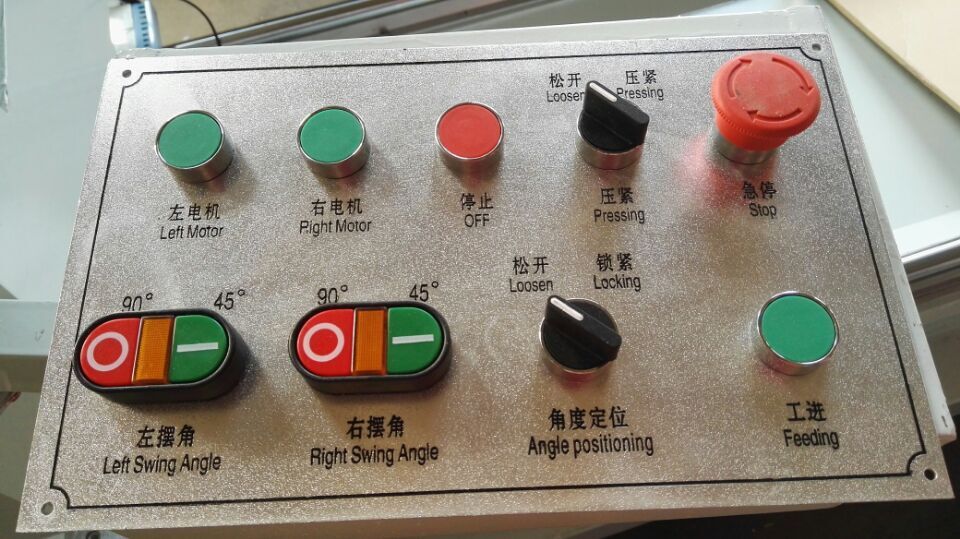 松开 压紧
Loosen Pressing
左电机
Left Motor
右电机
Right Motor
停止
OFF
压紧
Pressing
急停
Stop
松开 锁紧
Loosen Locking
90° 45°
90° 45°
左摆角
Left Swing Angle
右摆角
Right Swing Angle
角度定位
Angle positioning
工进
Feeding